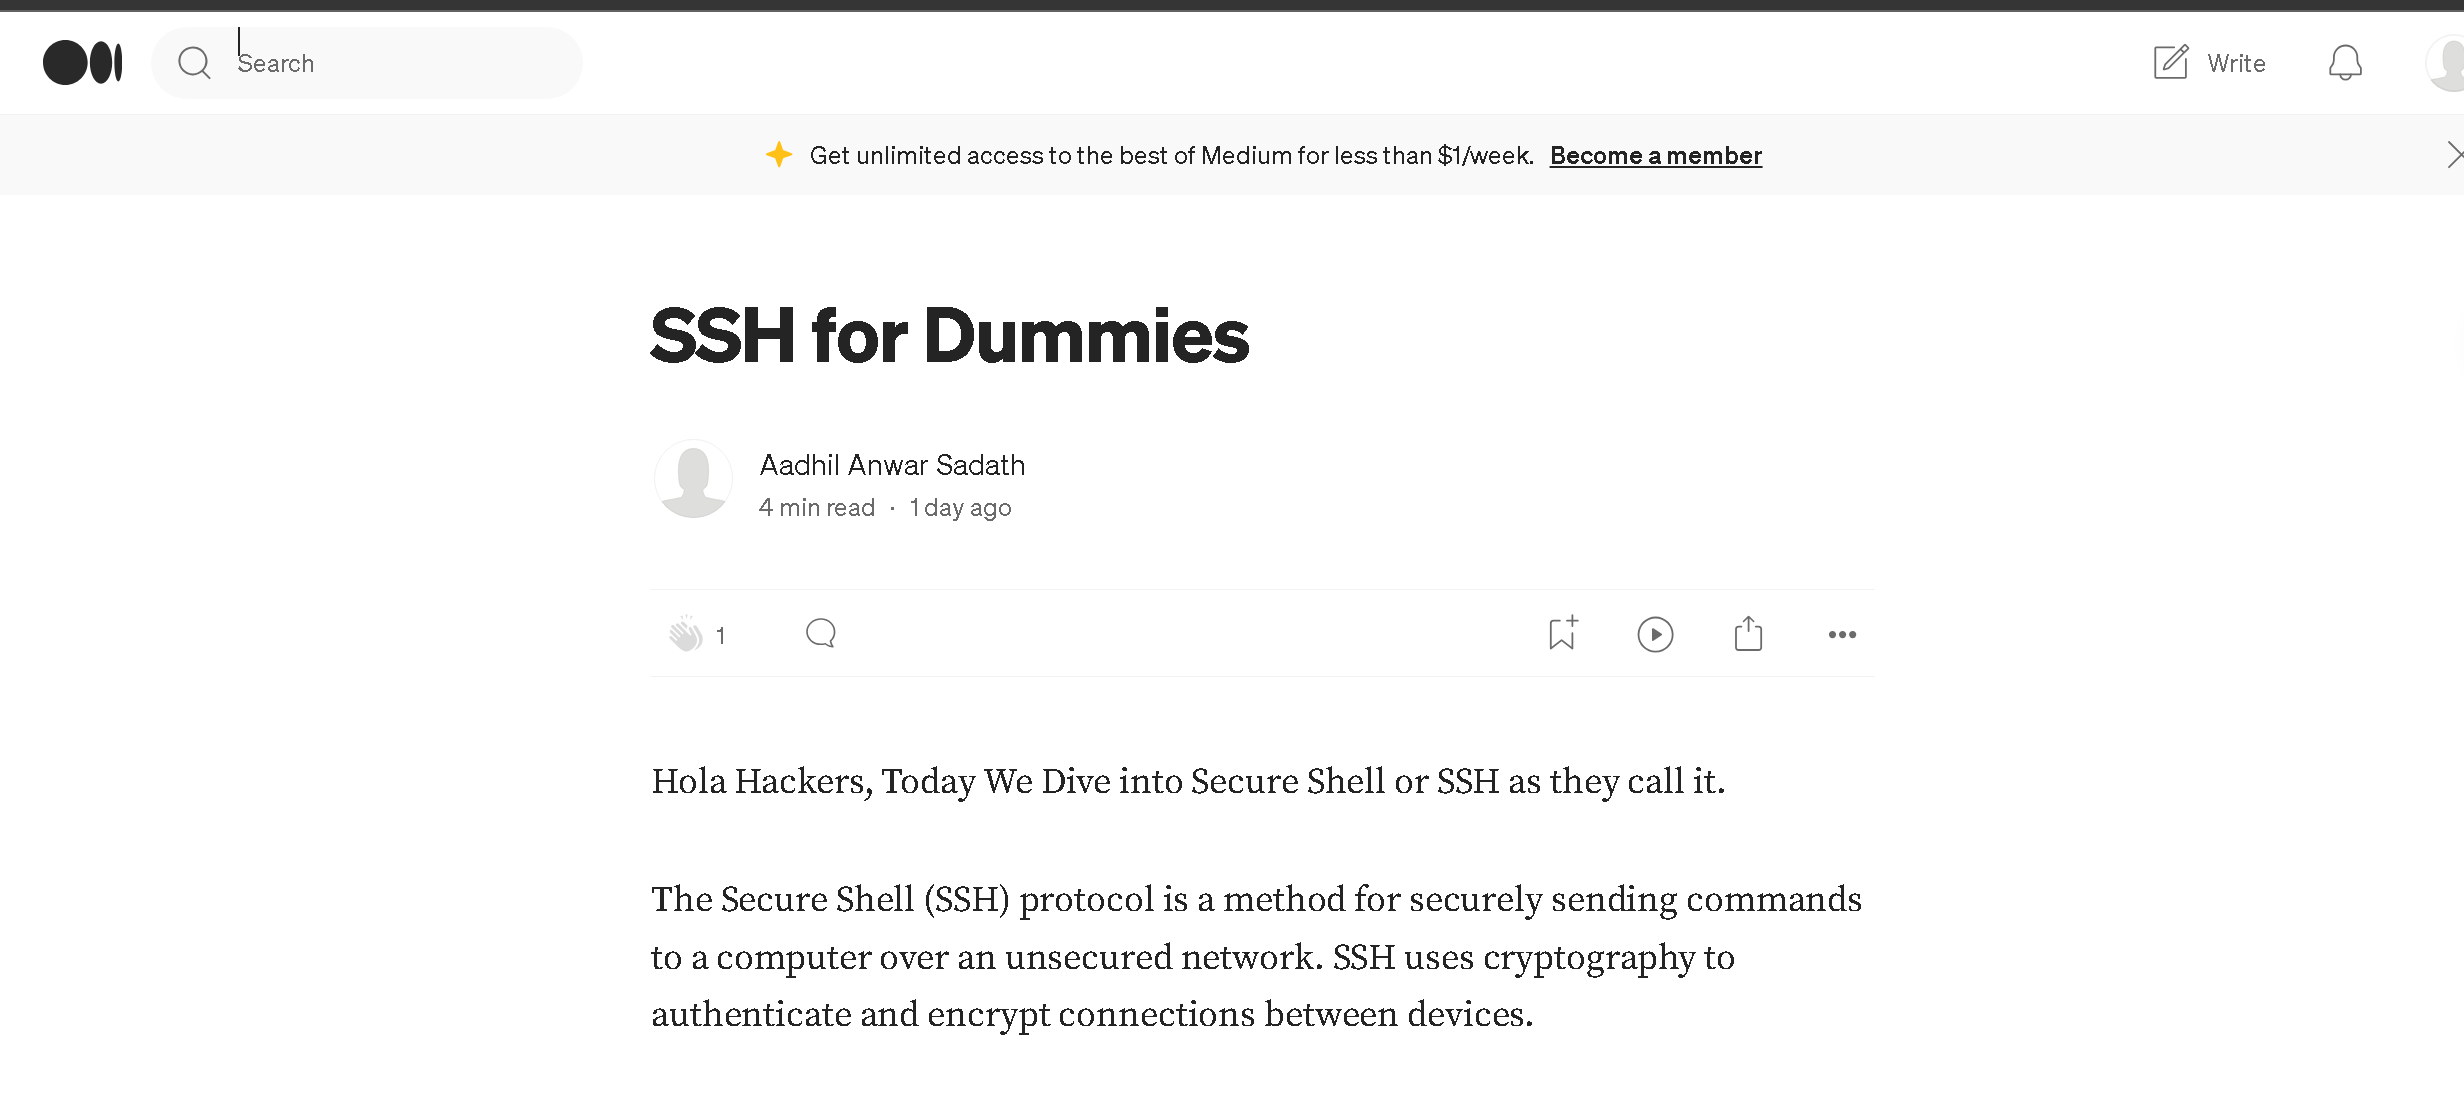 Search
Write
Get unlimited access to the best of Medium for less than $1/week. Become a member
SSH for Dummies
Aadhil Anwar Sadath
4 min read · 1 day ago
1
Hola Hackers, Today We Dive into Secure Shell or SSH as they call it.
The Secure Shell (SSH) protocol is a method for securely sending commands
to a computer over an unsecured network. SSH uses cryptography to
authenticate and encrypt connections between devices.